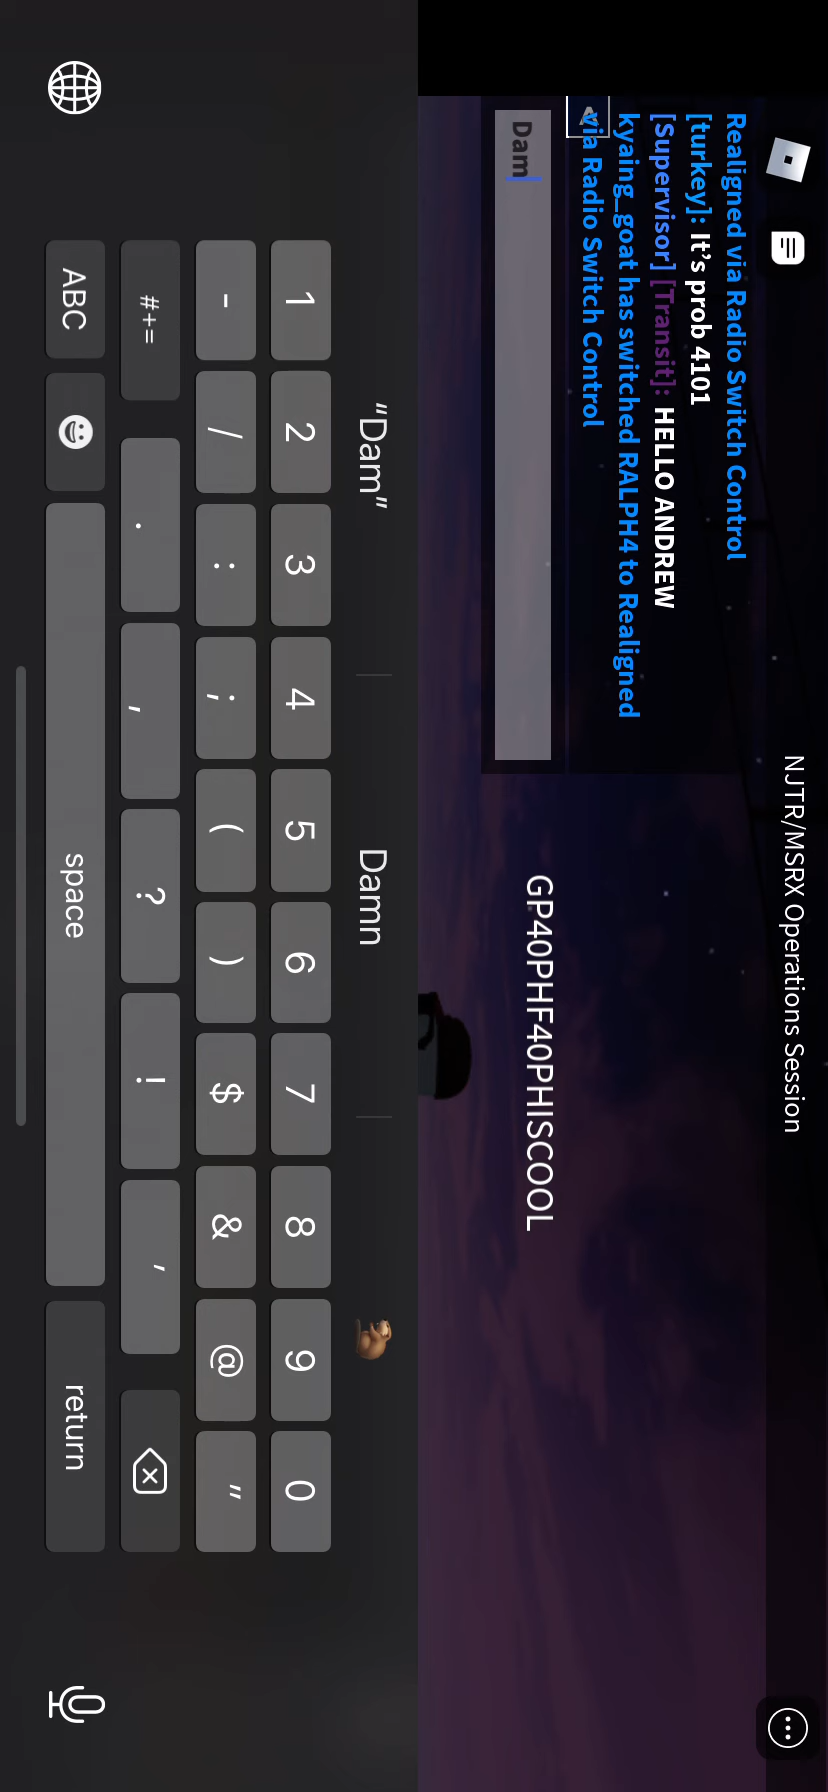 NJTR/MSRX Operations Session
Realigned via Radio Switch Control
[turkey]: It's prob 4101
[Supervisor] [Transit]: HELLO ANDREW
kyaing_goat has switched RALPH4 to Realigned
via Radio Switch Control
Dam
GP40PHF40PHISCOOL
"Dam" Damn
1 2 3 4 5 6 7 8 9 0
- / : ; ( ) $ & @ "
#+= . , ? ! '
ABC space return